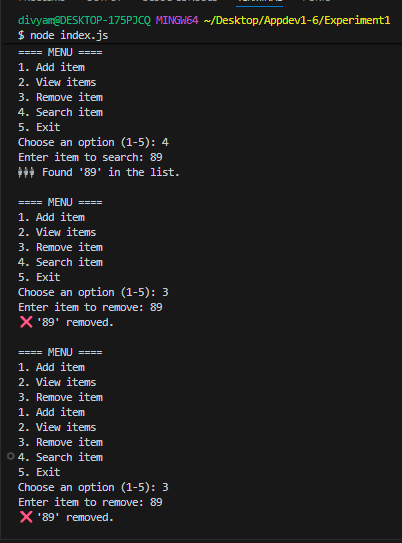 divyam@DESKTOP-175PJCQ MINGW64 ~/Desktop/Appdev1-6/Experiment1
$ node index.js
==== MENU ====
1. Add item
2. View items
3. Remove item
4. Search item
5. Exit
Choose an option (1-5): 4
Enter item to search: 89
Found '89' in the list.

==== MENU ====
1. Add item
2. View items
3. Remove item
4. Search item
5. Exit
Choose an option (1-5): 3
Enter item to remove: 89
❌ '89' removed.

==== MENU ====
1. Add item
2. View items
3. Remove item
1. Add item
2. View items
3. Remove item
4. Search item
5. Exit
Choose an option (1-5): 3
Enter item to remove: 89
❌ '89' removed.